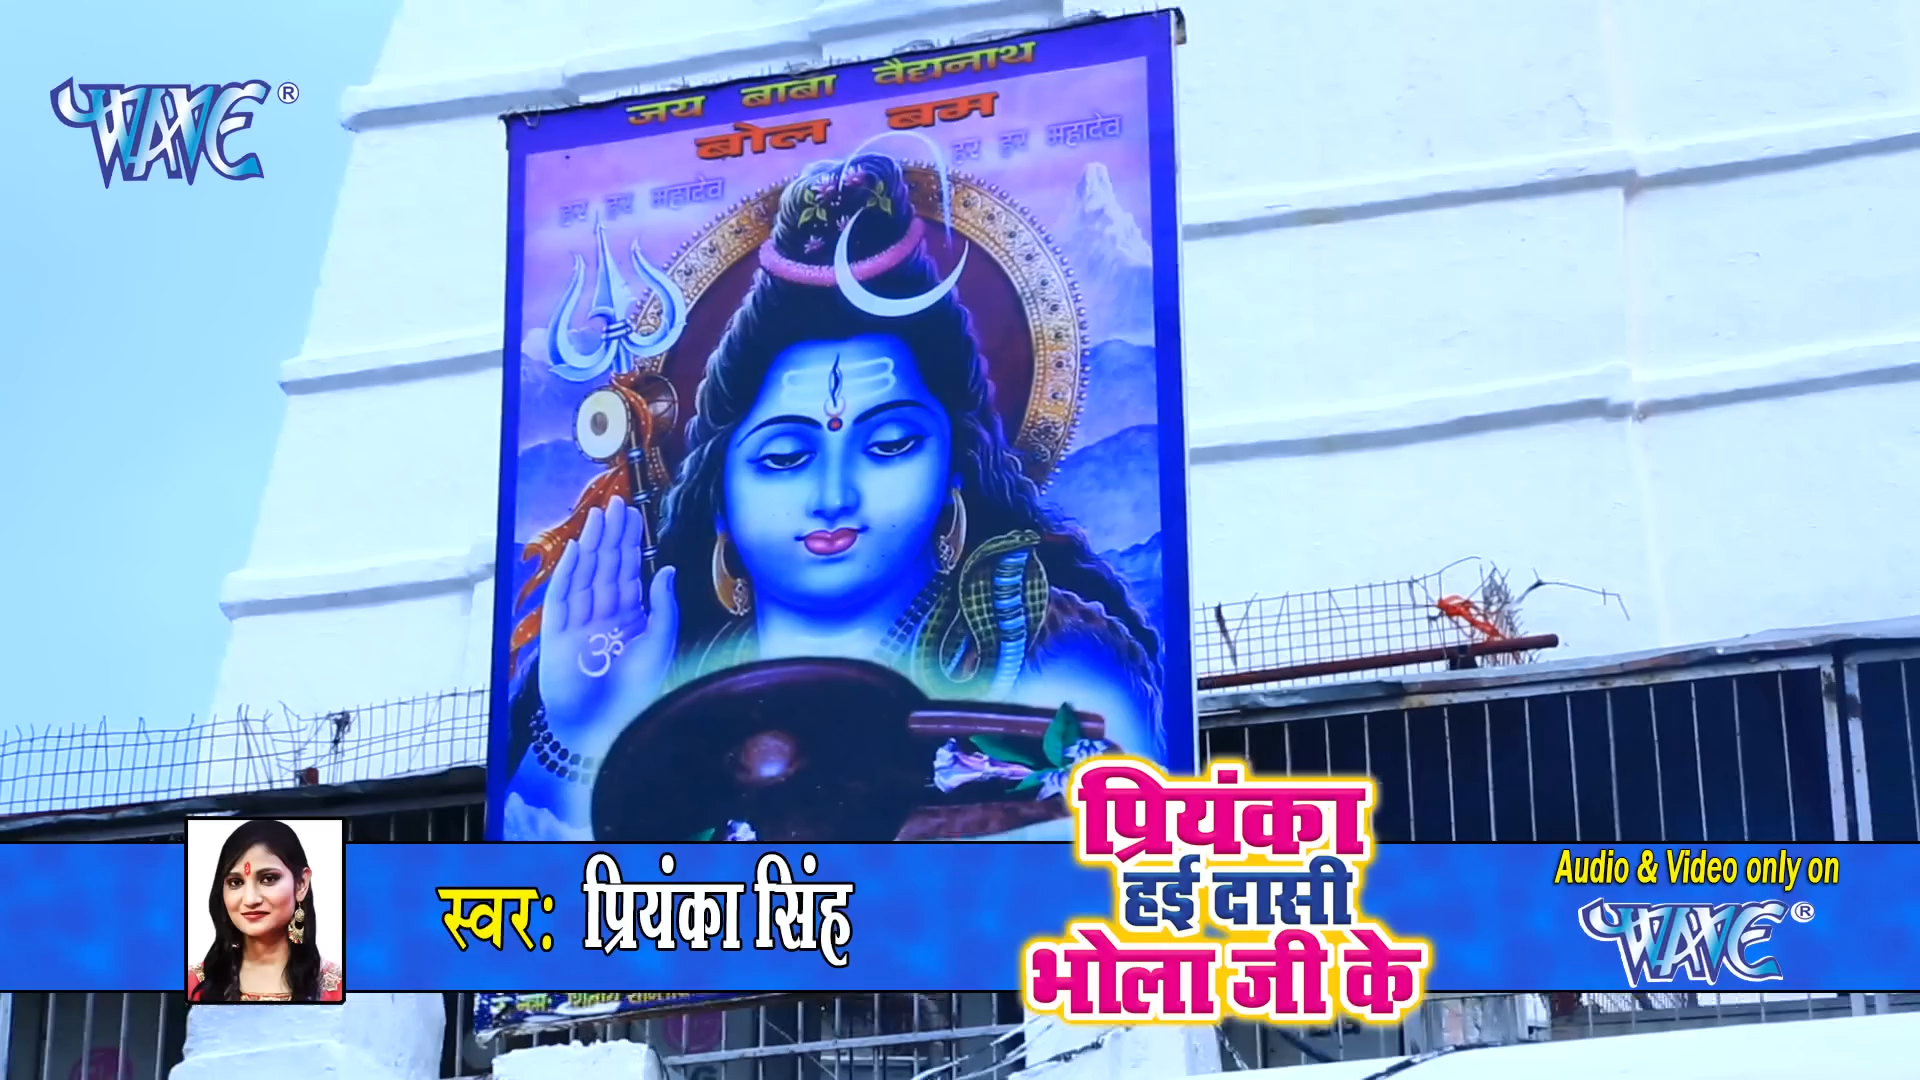 WAVE®
जय बाबा वैद्यनाथ
बोल बम
हर हर महादेव
हर हर महादेव
ॐ
स्वर: प्रियंका सिंह
प्रियंका
हई दासी
भोला जी के
Audio & Video only on
WAVE®